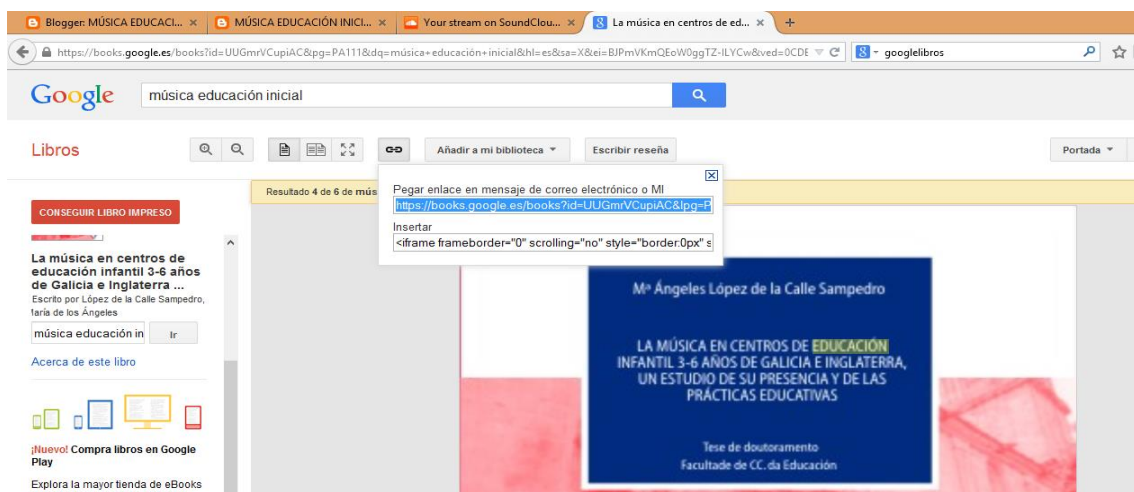 Blogger: MÚSICA EDUCACI...
MÚSICA EDUCACIÓN INICI...
Your stream on SoundClou...
La música en centros de ed...
https://books.google.es/books?id=UUGmrVCupiAC&pg=PA111&dq=música+educación+inicial&hl=es&sa=X&ei=BJPmVKmQEoW0ggTZ-ILYCw&ved=0CDE
googlelibros
Google
música educación inicial
Libros
Añadir a mi biblioteca
Escribir reseña
Portada
Resultado 4 de 6 de mús
Pegar enlace en mensaje de correo electrónico o MI
https://books.google.es/books?id=UUGmrVCupiAC&lpg=P
Insertar
<iframe frameborder="0" scrolling="no" style="border:0px" s
CONSEGUIR LIBRO IMPRESO
La música en centros de
educación infantil 3-6 años
de Galicia e Inglaterra ...
Escrito por López de la Calle Sampedro,
María de los Ángeles
música educación in
Ir
Acerca de este libro
¡Nuevo! Compra libros en Google
Play
Explora la mayor tienda de eBooks
Mª Ángeles López de la Calle Sampedro
LA MÚSICA EN CENTROS DE EDUCACIÓN
INFANTIL 3-6 AÑOS DE GALICIA E INGLATERRA,
UN ESTUDIO DE SU PRESENCIA Y DE LAS
PRÁCTICAS EDUCATIVAS
Tese de doutoramento
Facultade de CC. da Educación